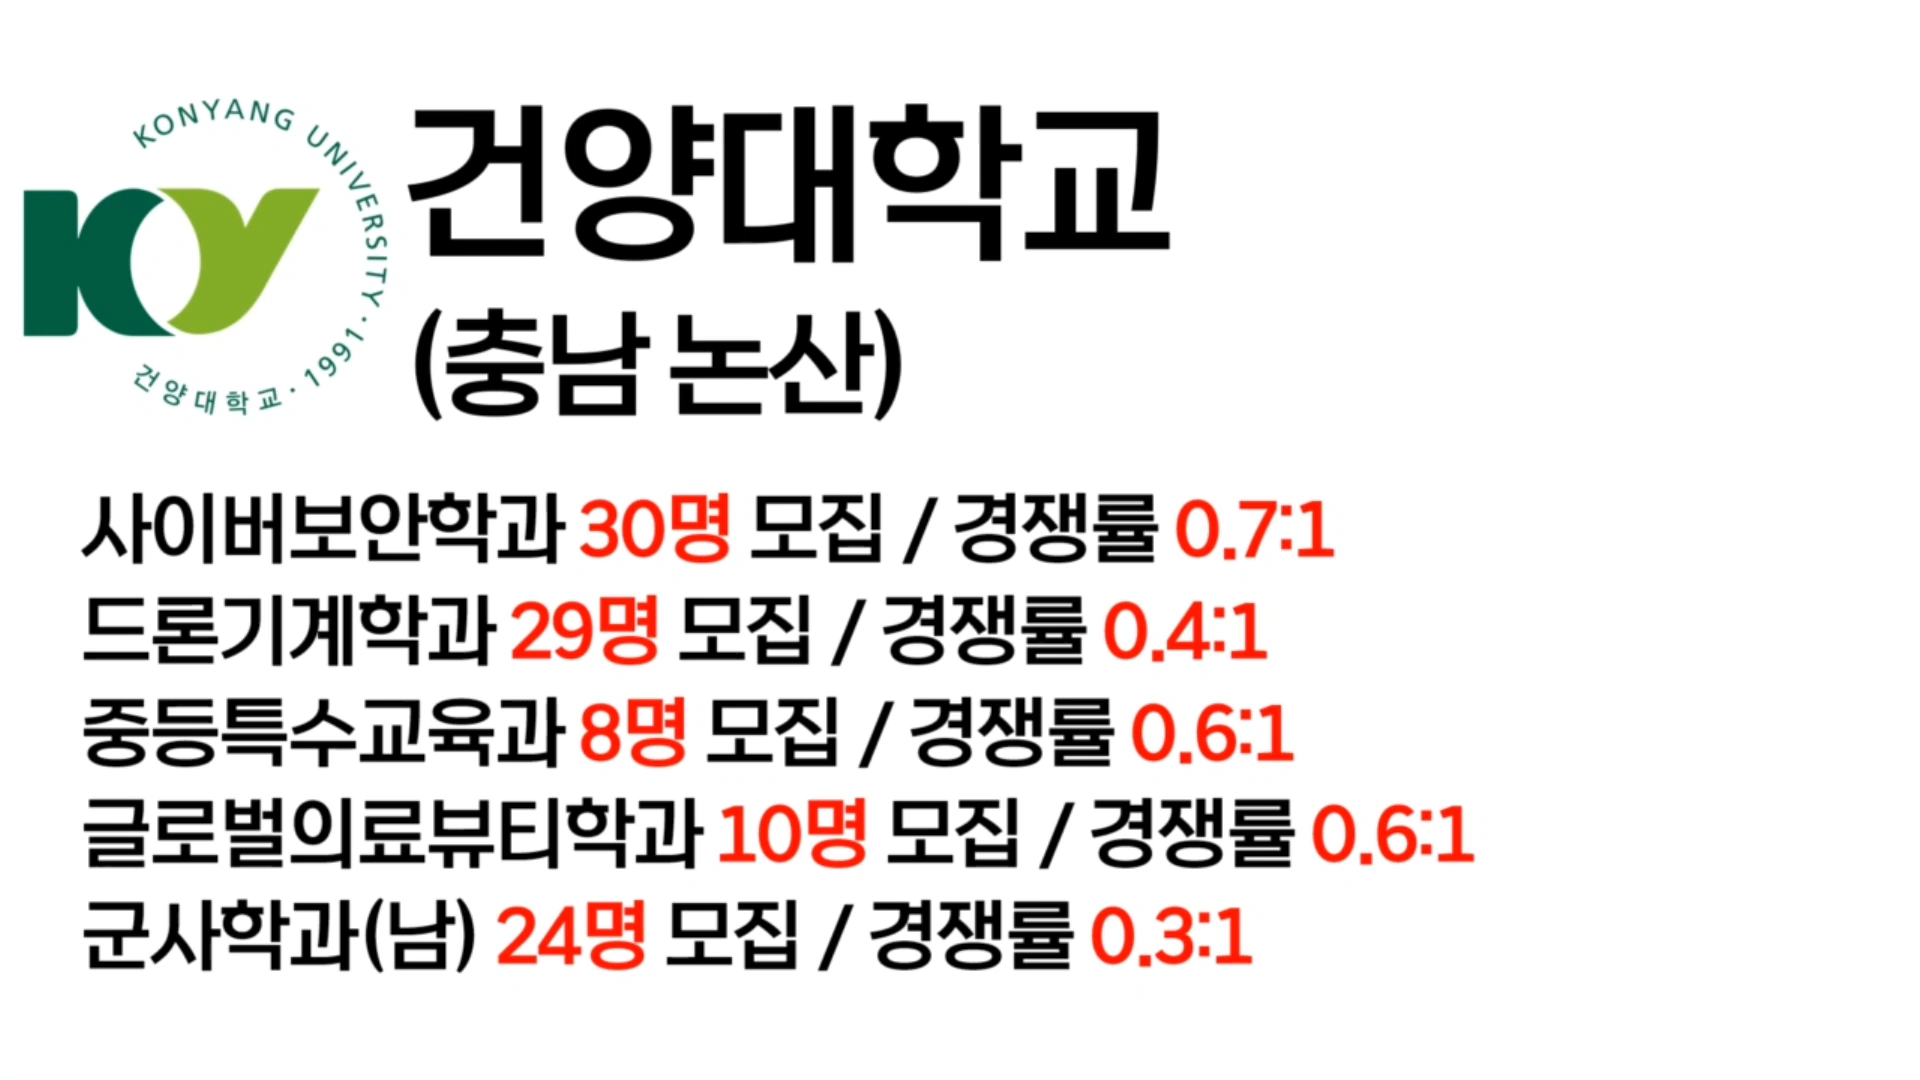 KONYANG UNIVERSITY · 1991 · 건양대학교
건양대학교
(충남 논산)
사이버보안학과 30명 모집 / 경쟁률 0.7:1
드론기계학과 29명 모집 / 경쟁률 0.4:1
중등특수교육과 8명 모집 / 경쟁률 0.6:1
글로벌의료뷰티학과 10명 모집 / 경쟁률 0.6:1
군사학과(남) 24명 모집 / 경쟁률 0.3:1